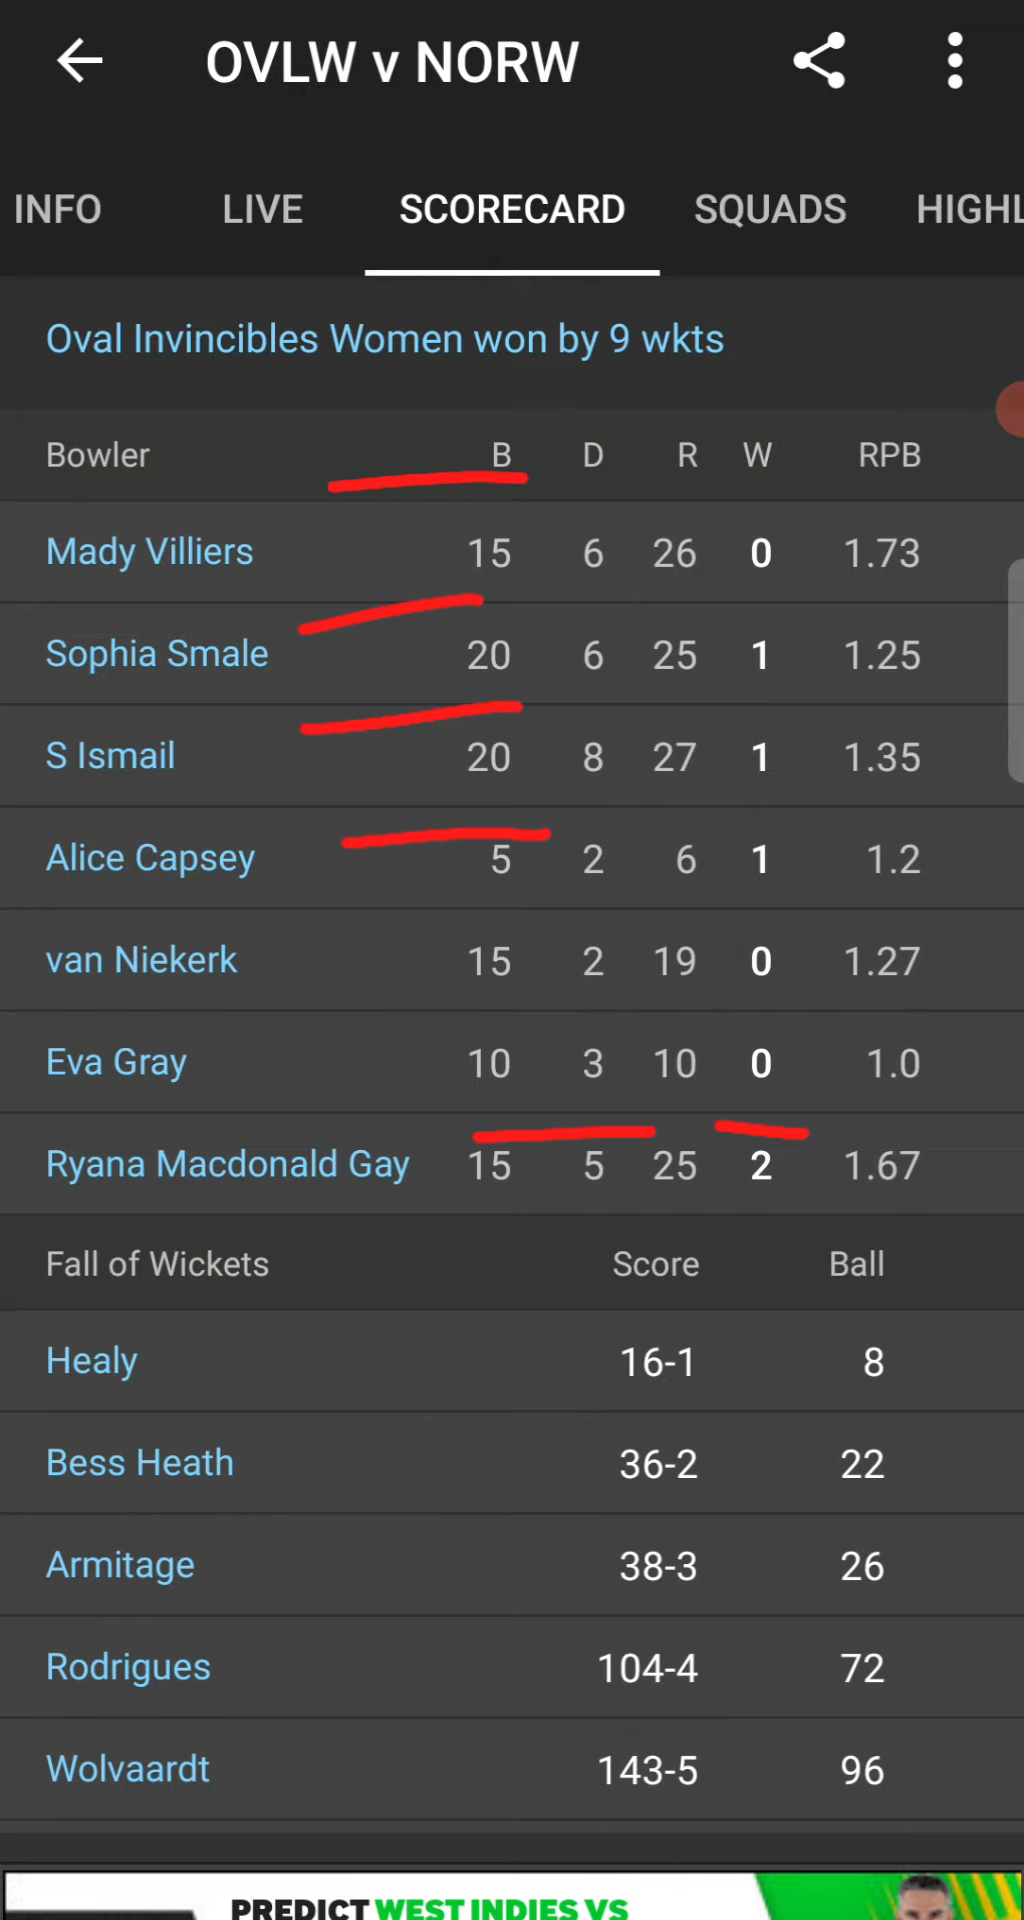 OVLW v NORW
INFO LIVE SCORECARD SQUADS HIGHL
Oval Invincibles Women won by 9 wkts
Bowler B D R W RPB
Mady Villiers 15 6 26 0 1.73
Sophia Smale 20 6 25 1 1.25
S Ismail 20 8 27 1 1.35
Alice Capsey 5 2 6 1 1.2
van Niekerk 15 2 19 0 1.27
Eva Gray 10 3 10 0 1.0
Ryana Macdonald Gay 15 5 25 2 1.67
Fall of Wickets Score Ball
Healy 16-1 8
Bess Heath 36-2 22
Armitage 38-3 26
Rodrigues 104-4 72
Wolvaardt 143-5 96
PREDICT WEST INDIES VS